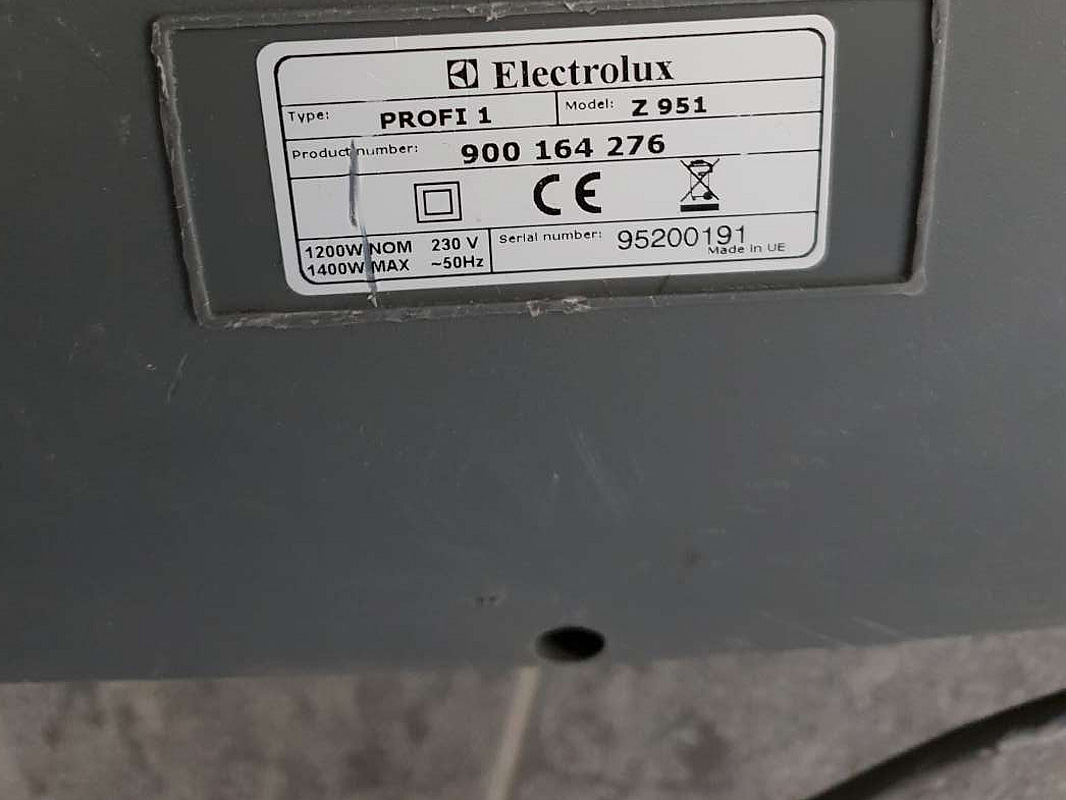 Electrolux
Type: PROFI 1 Model: Z 951
Product number: 900 164 276
CE
1200W NOM 230 V Serial number: 95200191
1400W MAX ~50Hz Made in UE